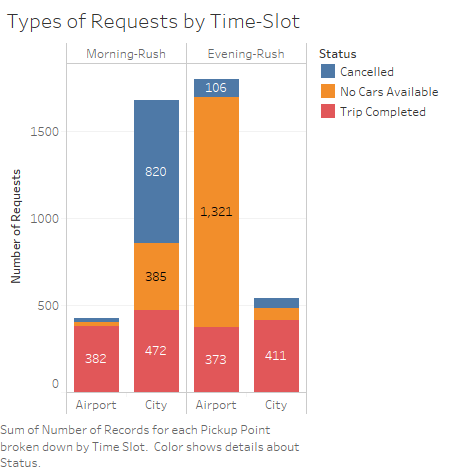 Types of Requests by Time-Slot
Morning-Rush Evening-Rush
Status
Cancelled
No Cars Available
Trip Completed
Number of Requests
1500
1000
500
0
820
385
382
472
106
1,321
373
411
Airport City Airport City
Sum of Number of Records for each Pickup Point
broken down by Time Slot. Color shows details about
Status.